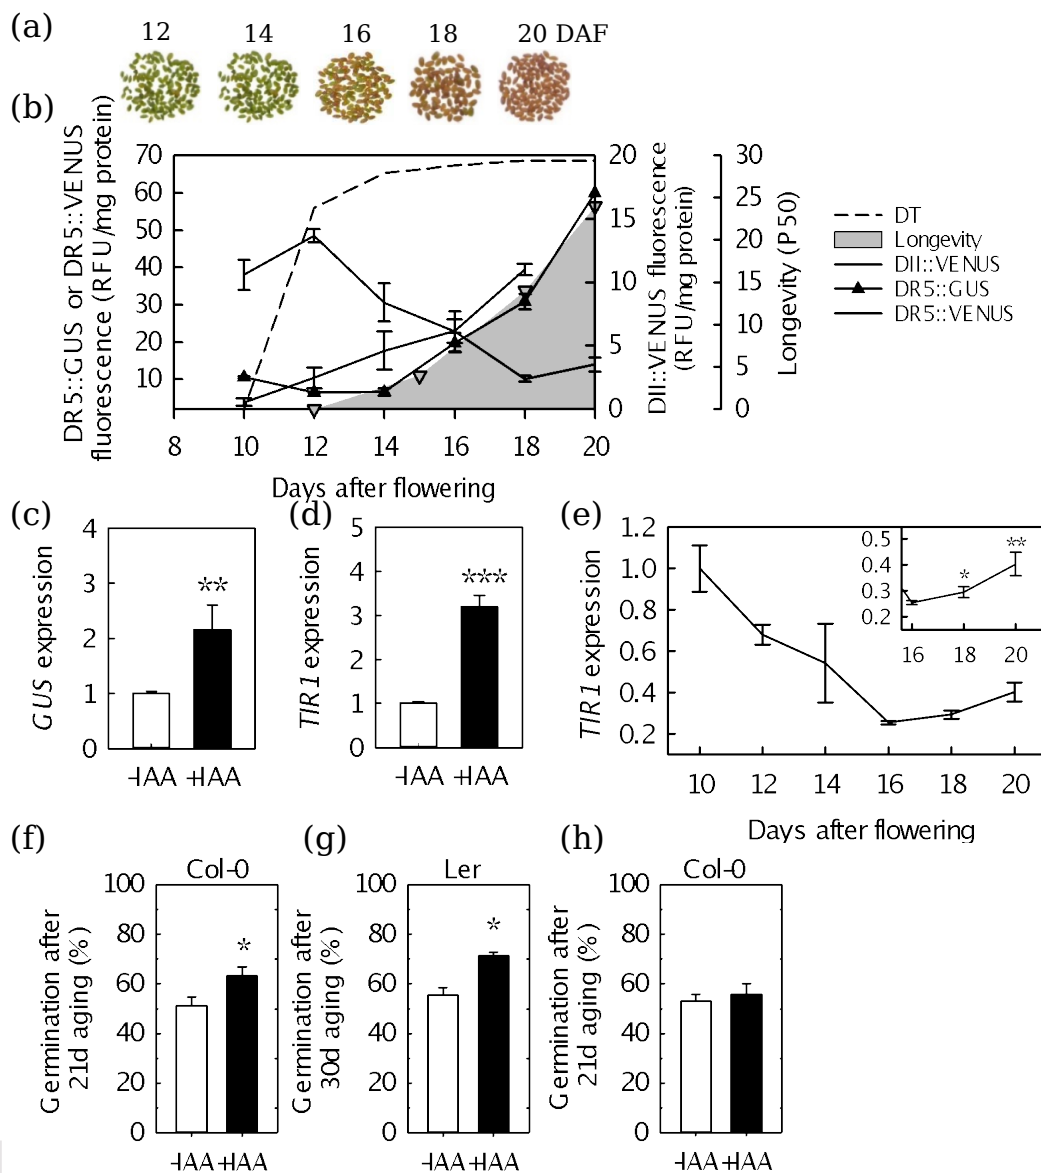 (a)
12 14 16 18 20 DAF
(b)
DR5::GUS or DR5::VENUS
fluorescence (RFU/mg protein)
70
60
50
40
30
20
10
20
15
10
5
0
DII::VENUS fluorescence
(RFU/mg protein)
30
25
20
15
10
5
0
Longevity (P50)
DT
Longevity
DII::VENUS
DR5::GUS
DR5::VENUS
8 10 12 14 16 18 20
Days after flowering
(c)
GUS expression
4
3
2
1
0
**
-IAA +IAA
(d)
TIR1 expression
5
4
3
2
1
0
***
-IAA +IAA
(e)
TIR1 expression
1.2
1.0
0.8
0.6
0.4
0.2
0.5
0.4
0.3
0.2
* **
16 18 20
10 12 14 16 18 20
Days after flowering
(f)
Col-0
Germination after
21d aging (%)
100
80
60
40
20
0
*
-IAA +IAA
(g)
Ler
Germination after
30d aging (%)
100
80
60
40
20
0
*
-IAA +IAA
(h)
Col-0
Germination after
21d aging (%)
100
80
60
40
20
0
-IAA +IAA